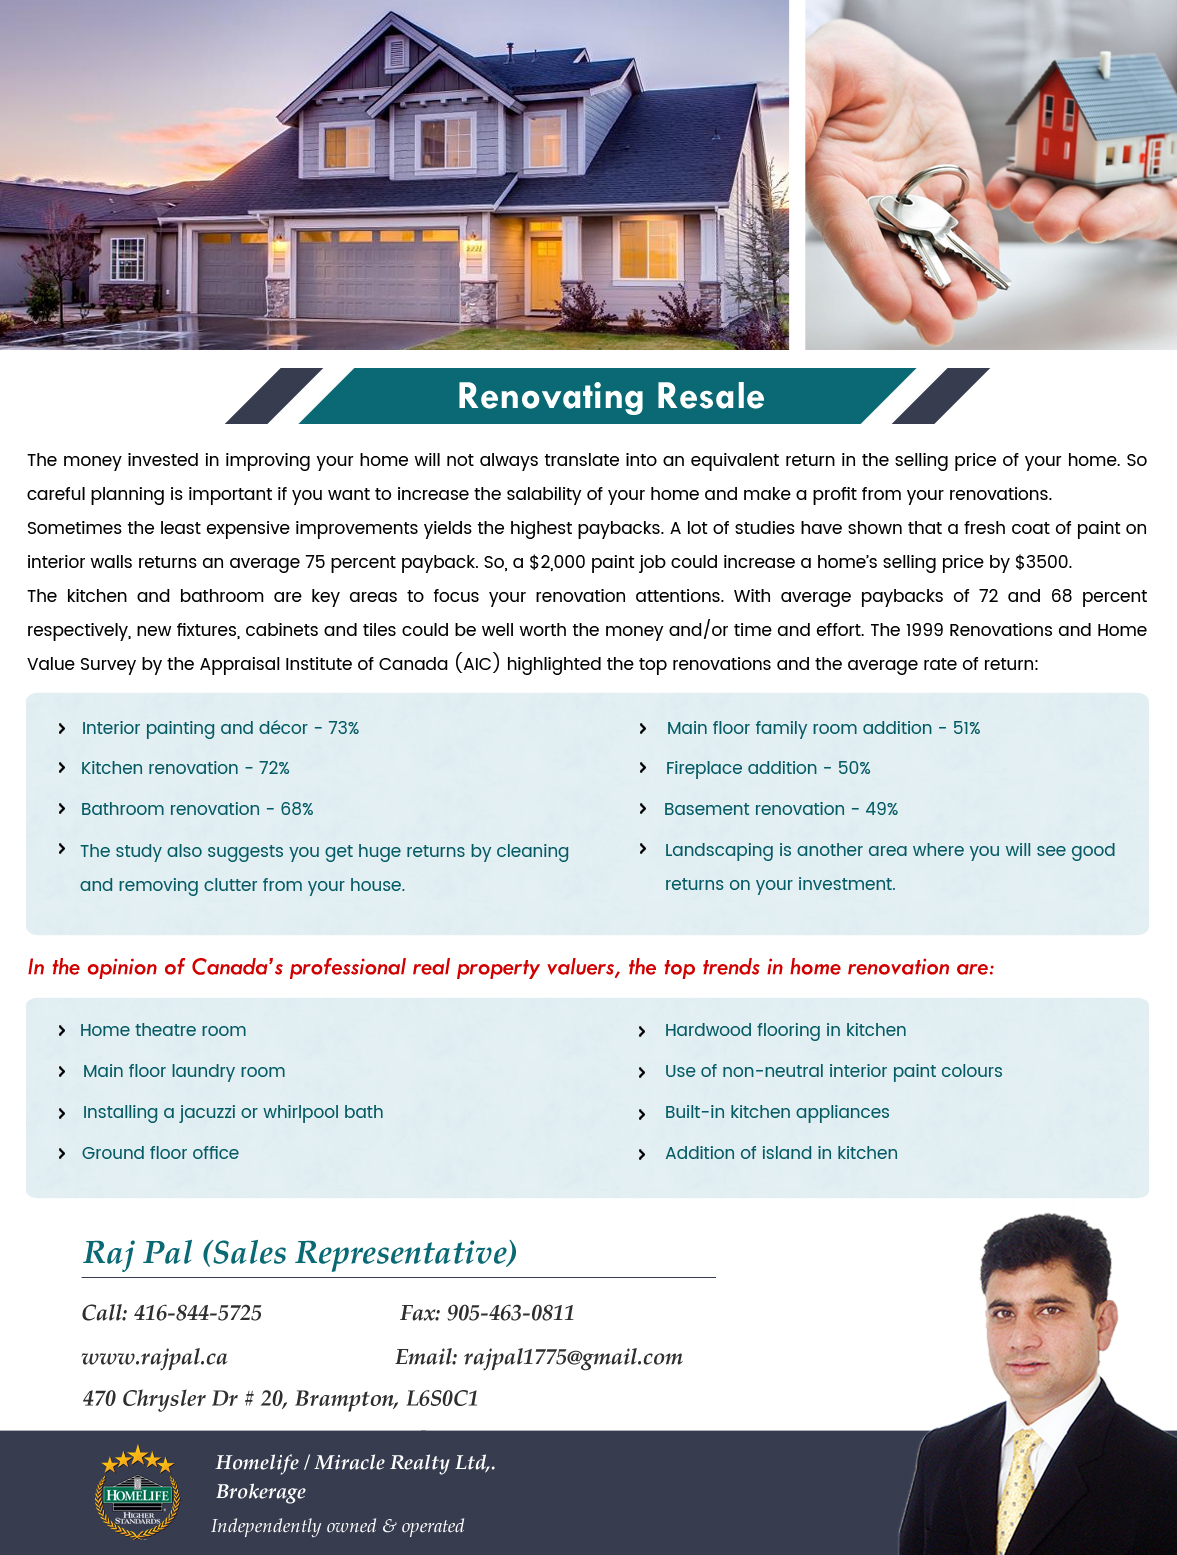 Renovating Resale
The money invested in improving your home will not always translate into an equivalent return in the selling price of your home. So
careful planning is important if you want to increase the salability of your home and make a profit from your renovations.
Sometimes the least expensive improvements yields the highest paybacks. A lot of studies have shown that a fresh coat of paint on
interior walls returns an average 75 percent payback. So, a $2,000 paint job could increase a home's selling price by $3500.
The kitchen and bathroom are key areas to focus your renovation attentions. With average paybacks of 72 and 68 percent
respectively, new fixtures, cabinets and tiles could be well worth the money and/or time and effort. The 1999 Renovations and Home
Value Survey by the Appraisal Institute of Canada (AIC) highlighted the top renovations and the average rate of return:
Interior painting and décor - 73%
Kitchen renovation - 72%
Bathroom renovation - 68%
The study also suggests you get huge returns by cleaning
and removing clutter from your house.
Main floor family room addition - 51%
Fireplace addition - 50%
Basement renovation - 49%
Landscaping is another area where you will see good
returns on your investment.
In the opinion of Canada's professional real property valuers, the top trends in home renovation are:
Home theatre room
Main floor laundry room
Installing a jacuzzi or whirlpool bath
Ground floor office
Hardwood flooring in kitchen
Use of non-neutral interior paint colours
Built-in kitchen appliances
Addition of island in kitchen
Raj Pal (Sales Representative)
Call: 416-844-5725
Fax: 905-463-0811
www.rajpal.ca
Email: rajpal1775@gmail.com
470 Chrysler Dr # 20, Brampton, L6S0C1
HOMELIFE
HIGHER
STANDARDS
Homelife / Miracle Realty Ltd,.
Brokerage
Independently owned & operated